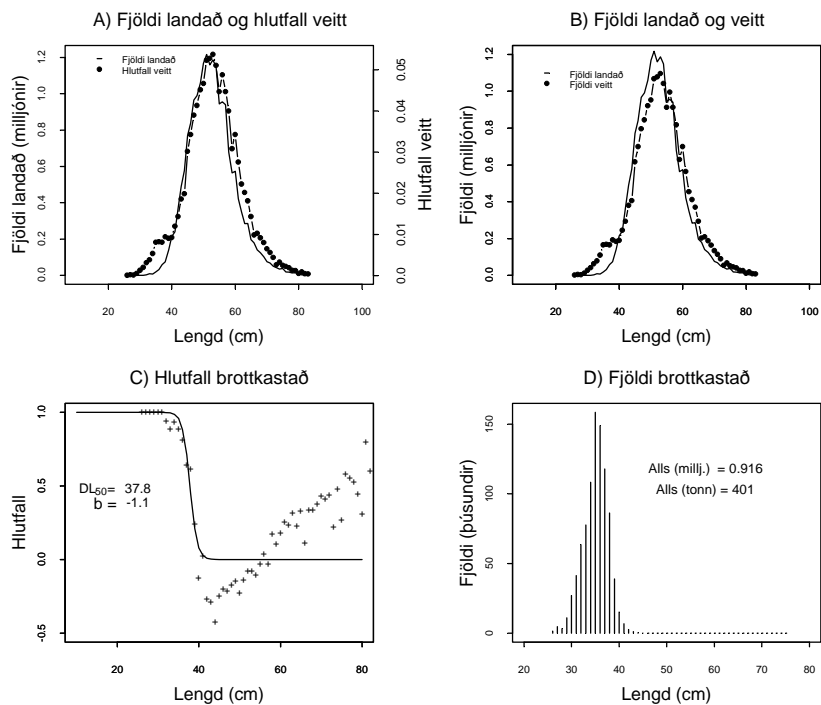 A) Fjöldi landað og hlutfall veitt
Fjöldi landað
Hlutfall veitt
Fjöldi landað (milljónir)
0.0 0.2 0.4 0.6 0.8 1.0 1.2
Hlutfall veitt
0.0 0.01 0.02 0.03 0.04 0.05
20 40 60 80 100
Lengd (cm)
B) Fjöldi landað og veitt
Fjöldi landað
Fjöldi veitt
Fjöldi (milljónir)
0.0 0.2 0.4 0.6 0.8 1.0 1.2
20 40 60 80 100
Lengd (cm)
C) Hlutfall brottkastað
DL50= 37.8
b = -1.1
Hlutfall
-0.5 0.0 0.5 1.0
20 40 60 80
Lengd (cm)
D) Fjöldi brottkastað
Alls (millj.) = 0.916
Alls (tonn) = 401
Fjöldi (þúsundir)
0 50 100 150
20 30 40 50 60 70 80
Lengd (cm)